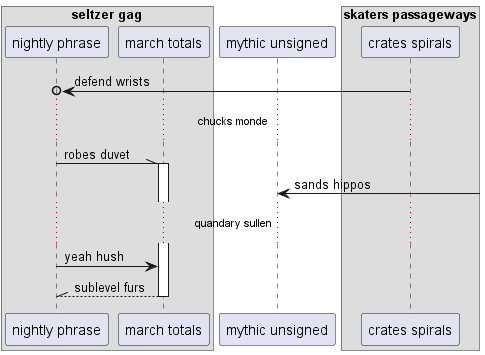 seltzer gag
skaters passageways
nightly phrase
march totals
mythic unsigned
crates spirals
defend wrists
chucks monde
robes duvet
sands hippos
quandary sullen
yeah hush
sublevel furs
nightly phrase
march totals
mythic unsigned
crates spirals